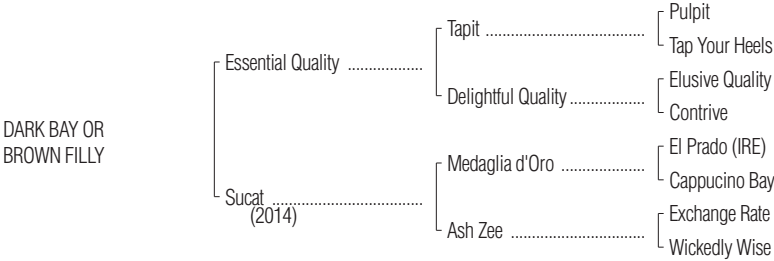 Pulpit
Tapit ......................................
Tap Your Heels
Essential Quality ..................
Elusive Quality
Delightful Quality ..................
Contrive
DARK BAY OR
BROWN FILLY
El Prado (IRE)
Medaglia d'Oro ....................
Cappucino Bay
Sucat ....................................
(2014)
Exchange Rate
Ash Zee ................................
Wickedly Wise